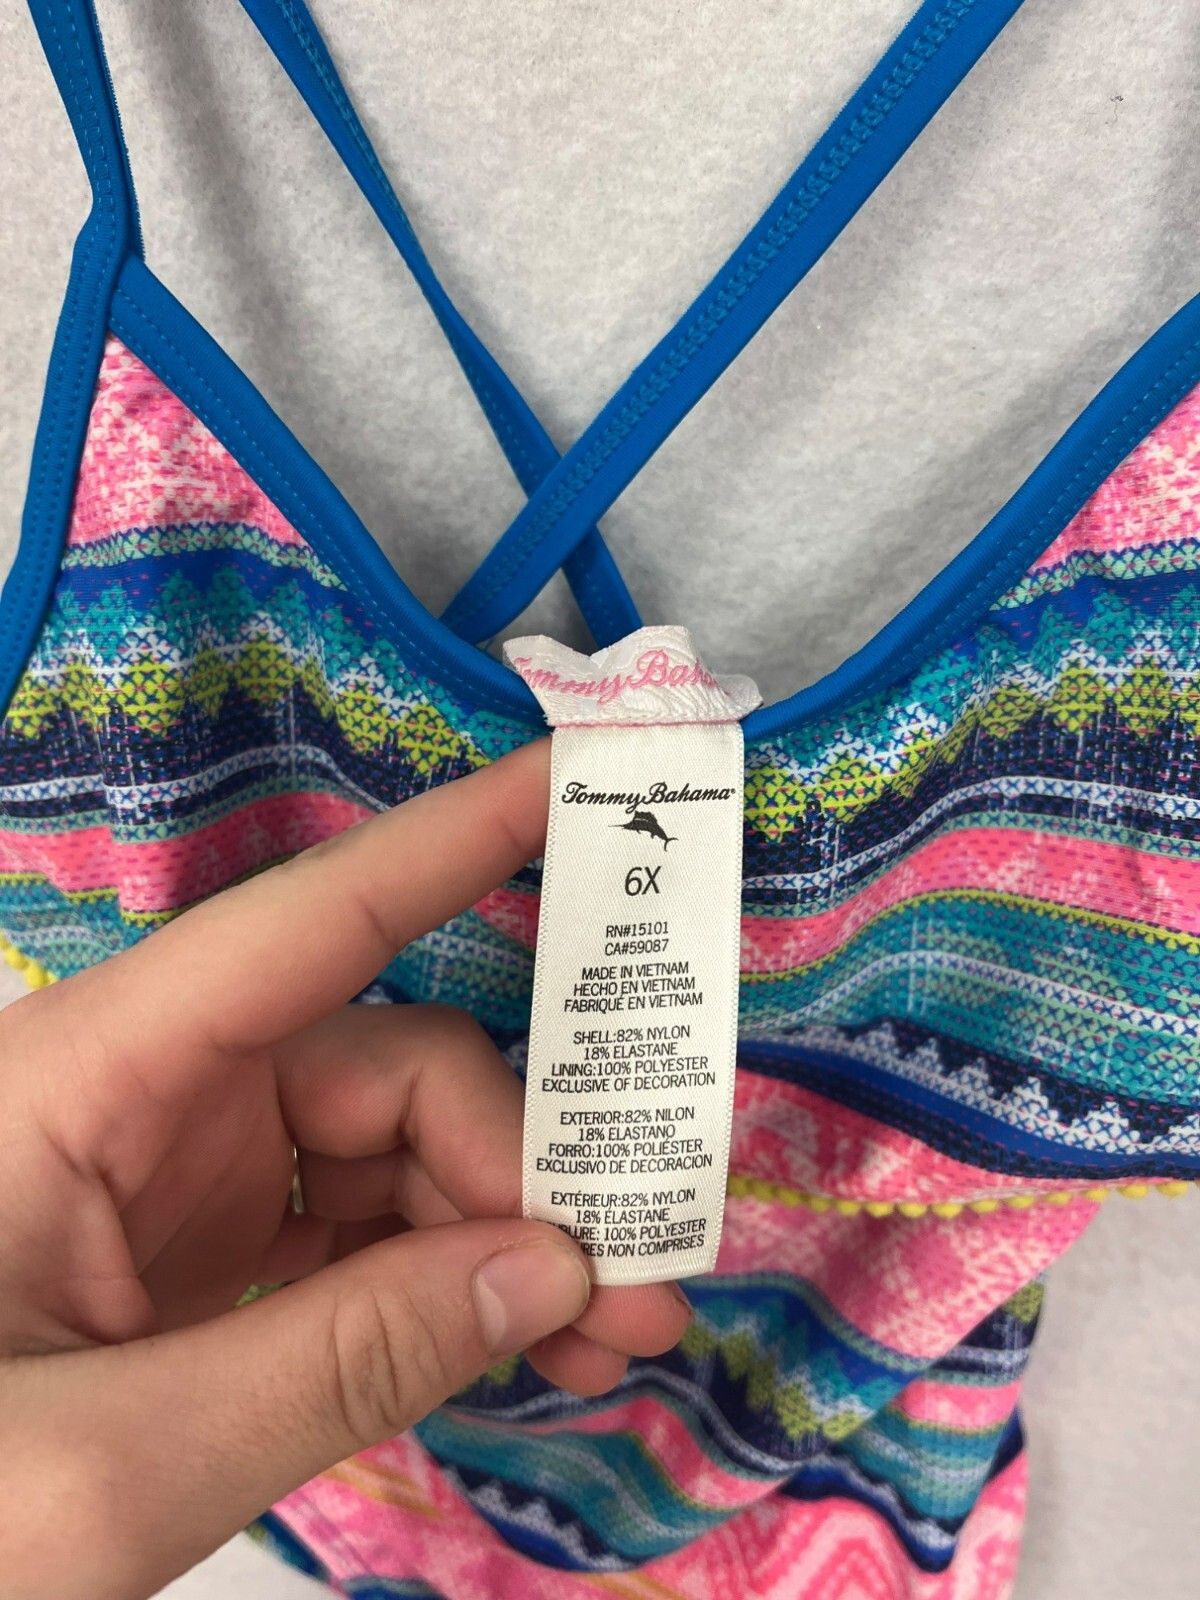 Tommy Bahama
Tommy Bahama®
6X
RN#15101
CA#59087
MADE IN VIETNAM
HECHO EN VIETNAM
FABRIQUÉ EN VIETNAM
SHELL:82% NYLON
18% ELASTANE
LINING:100% POLYESTER
EXCLUSIVE OF DECORATION
EXTERIOR:82% NILON
18% ELASTANO
FORRO:100% POLIÉSTER
EXCLUSIVO DE DECORACION
EXTÉRIEUR:82% NYLON
18% ÉLASTANE
100% POLYESTER
NON COMPRISES